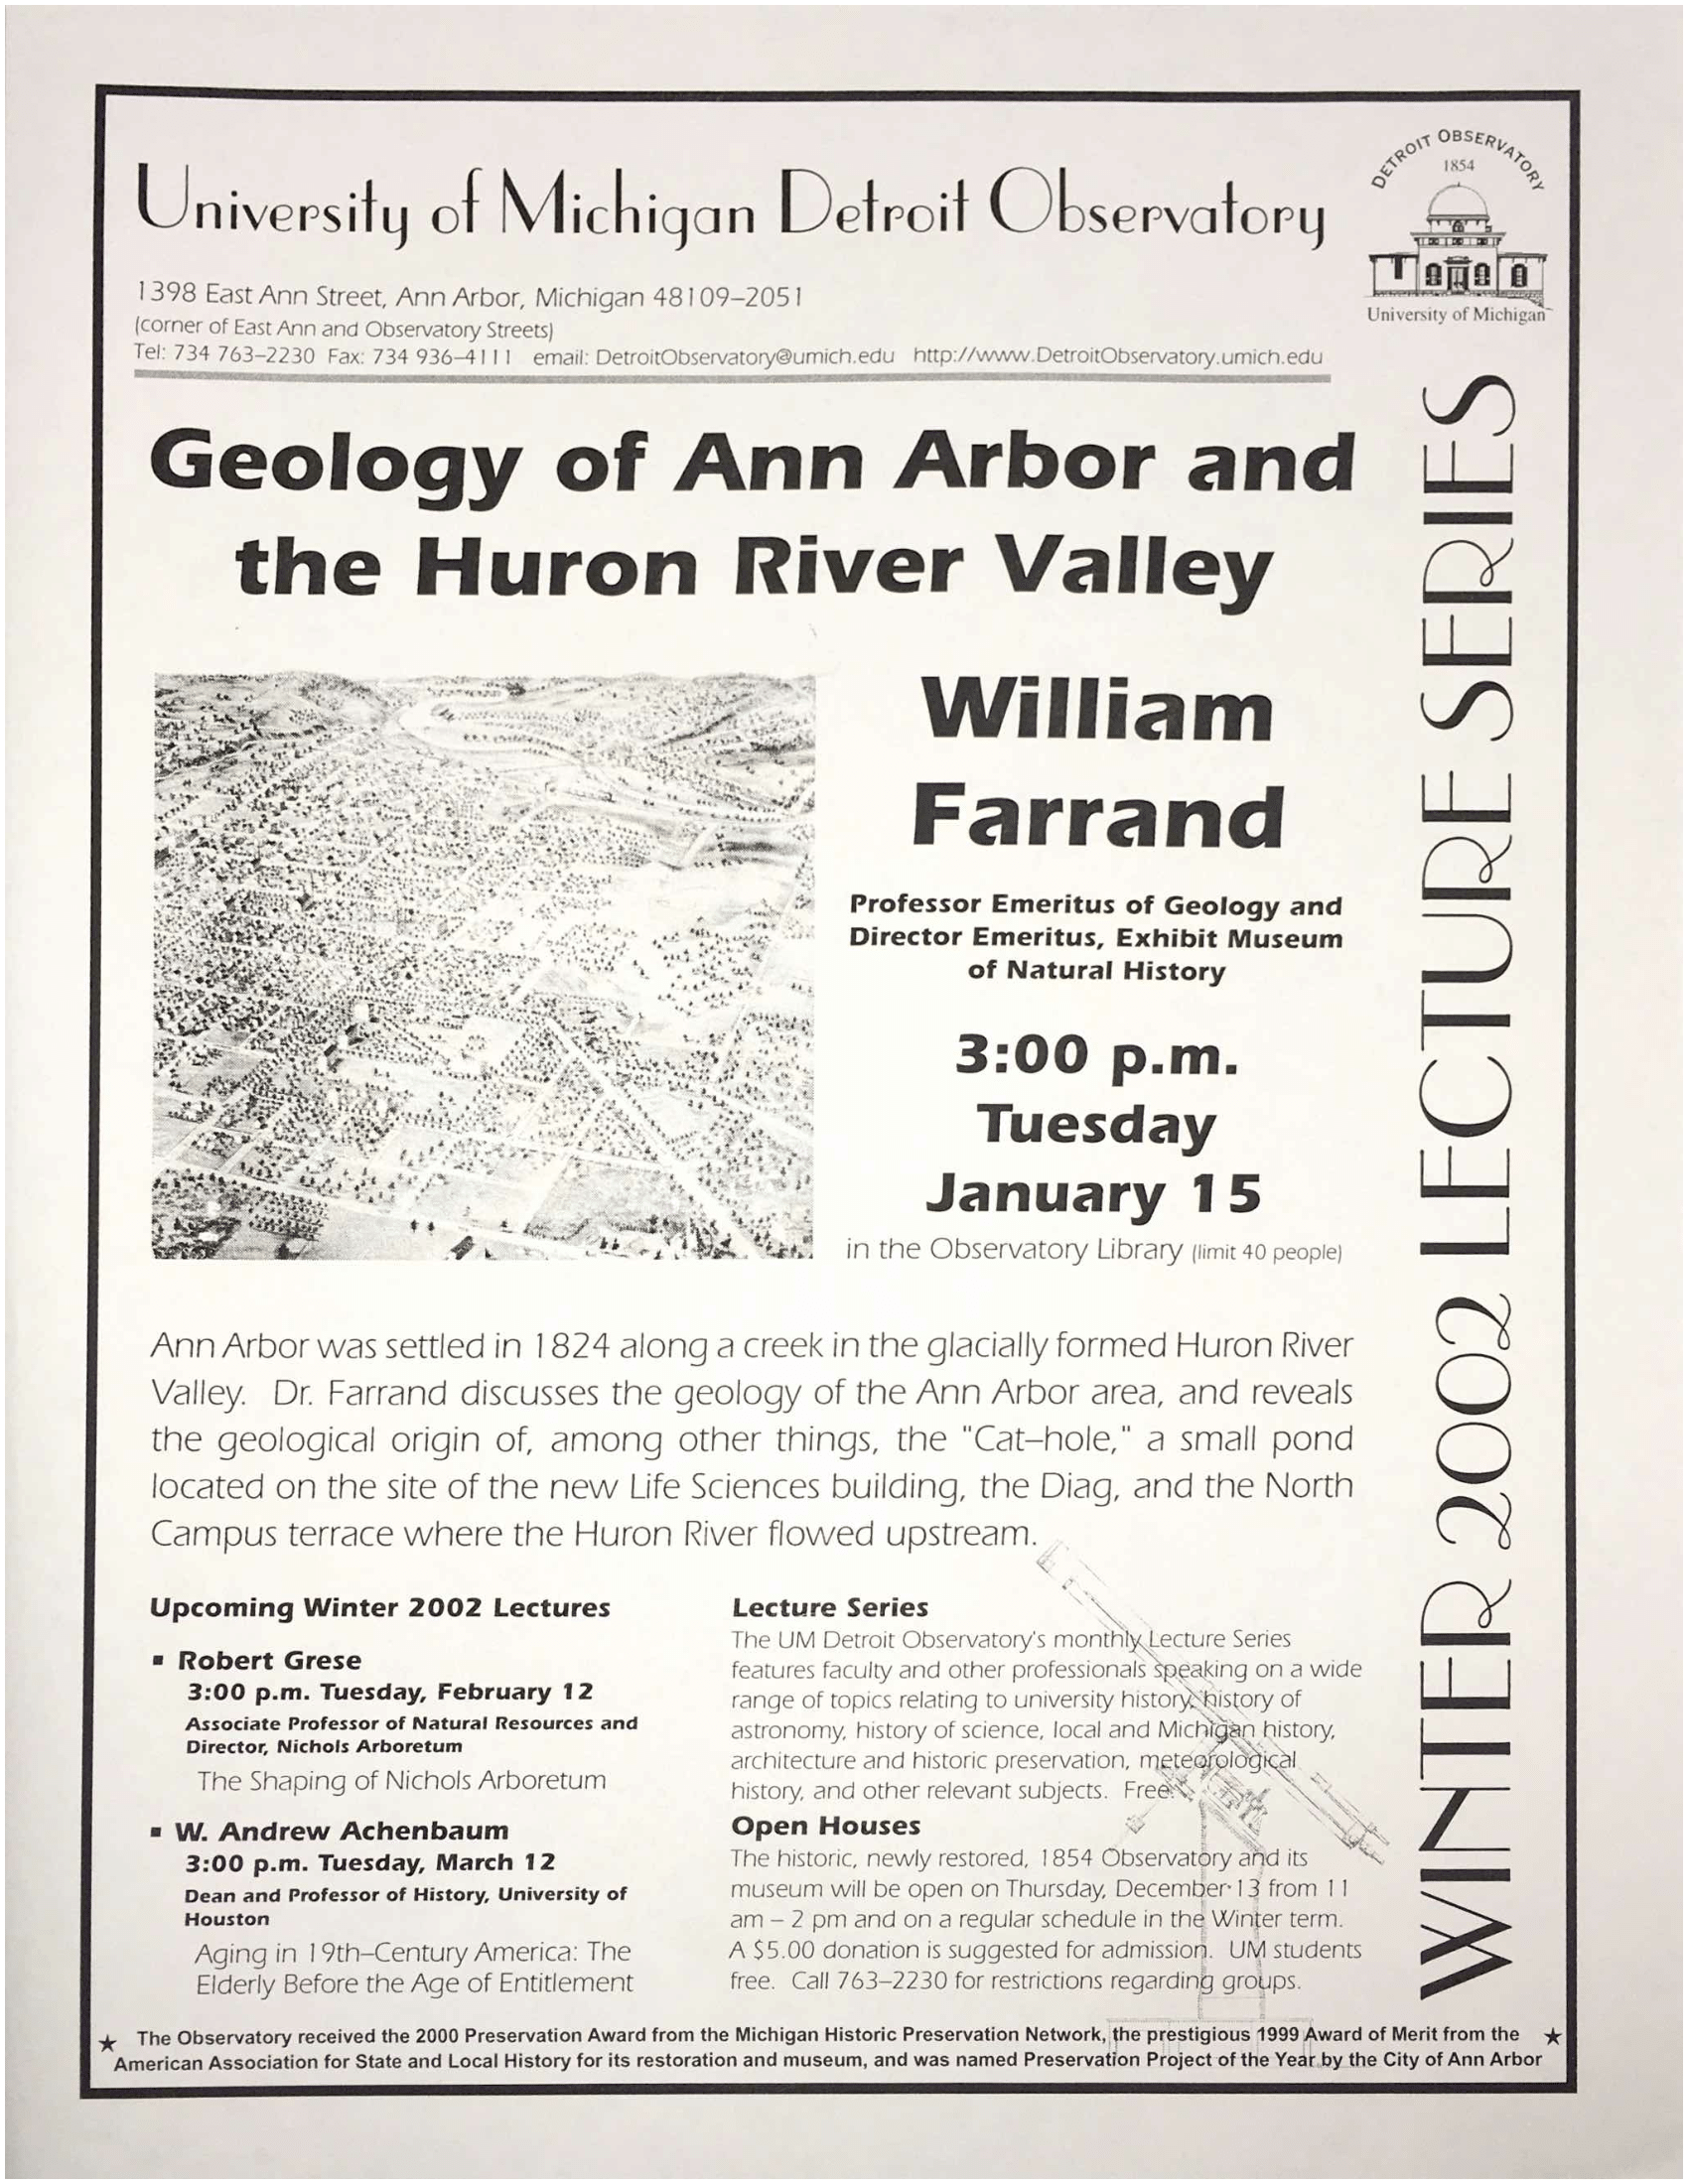 University of Michigan Detroit Observatory
DETROIT OBSERVATORY
1854
University of Michigan
1398 East Ann Street, Ann Arbor, Michigan 48109–2051
(corner of East Ann and Observatory Streets)
Tel: 734 763–2230 Fax: 734 936–4111 email: DetroitObservatory@umich.edu http://www.DetroitObservatory.umich.edu
Geology of Ann Arbor and
the Huron River Valley
William
Farrand
Professor Emeritus of Geology and
Director Emeritus, Exhibit Museum
of Natural History
3:00 p.m.
Tuesday
January 15
in the Observatory Library (limit 40 people)
WINTER 2002 LECTURE SERIES
Ann Arbor was settled in 1824 along a creek in the glacially formed Huron River
Valley. Dr. Farrand discusses the geology of the Ann Arbor area, and reveals
the geological origin of, among other things, the "Cat–hole," a small pond
located on the site of the new Life Sciences building, the Diag, and the North
Campus terrace where the Huron River flowed upstream.
Upcoming Winter 2002 Lectures
▪ Robert Grese
3:00 p.m. Tuesday, February 12
Associate Professor of Natural Resources and
Director, Nichols Arboretum
The Shaping of Nichols Arboretum
▪ W. Andrew Achenbaum
3:00 p.m. Tuesday, March 12
Dean and Professor of History, University of
Houston
Aging in 19th–Century America: The
Elderly Before the Age of Entitlement
Lecture Series
The UM Detroit Observatory's monthly Lecture Series
features faculty and other professionals speaking on a wide
range of topics relating to university history, history of
astronomy, history of science, local and Michigan history,
architecture and historic preservation, meteorological
history, and other relevant subjects. Free.
Open Houses
The historic, newly restored, 1854 Observatory and its
museum will be open on Thursday, December 13 from 11
am – 2 pm and on a regular schedule in the Winter term.
A $5.00 donation is suggested for admission. UM students
free. Call 763–2230 for restrictions regarding groups.
★ The Observatory received the 2000 Preservation Award from the Michigan Historic Preservation Network, the prestigious 1999 Award of Merit from the ★
American Association for State and Local History for its restoration and museum, and was named Preservation Project of the Year by the City of Ann Arbor